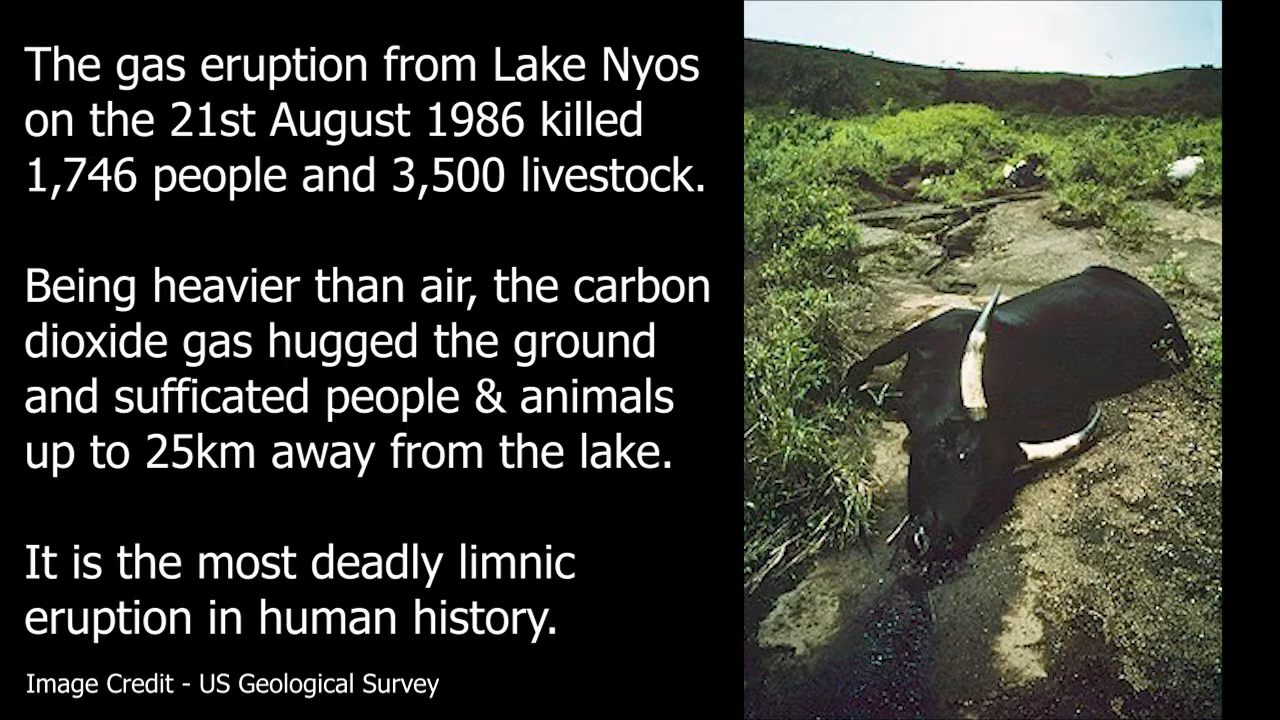 The gas eruption from Lake Nyos
on the 21st August 1986 killed
1,746 people and 3,500 livestock.
Being heavier than air, the carbon
dioxide gas hugged the ground
and sufficated people & animals
up to 25km away from the lake.
It is the most deadly limnic
eruption in human history.
Image Credit - US Geological Survey